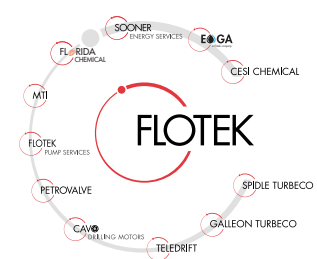 SOONER
ENERGY SERVICES
EOGA
FLORIDA
CHEMICAL
CESI CHEMICAL
MTI
FLOTEK
FLOTEK
PUMP SERVICES
PETROVALVE
SPIDLE TURBECO
CAVO
DRILLING MOTORS
GALLEON TURBECO
TELEDRIFT